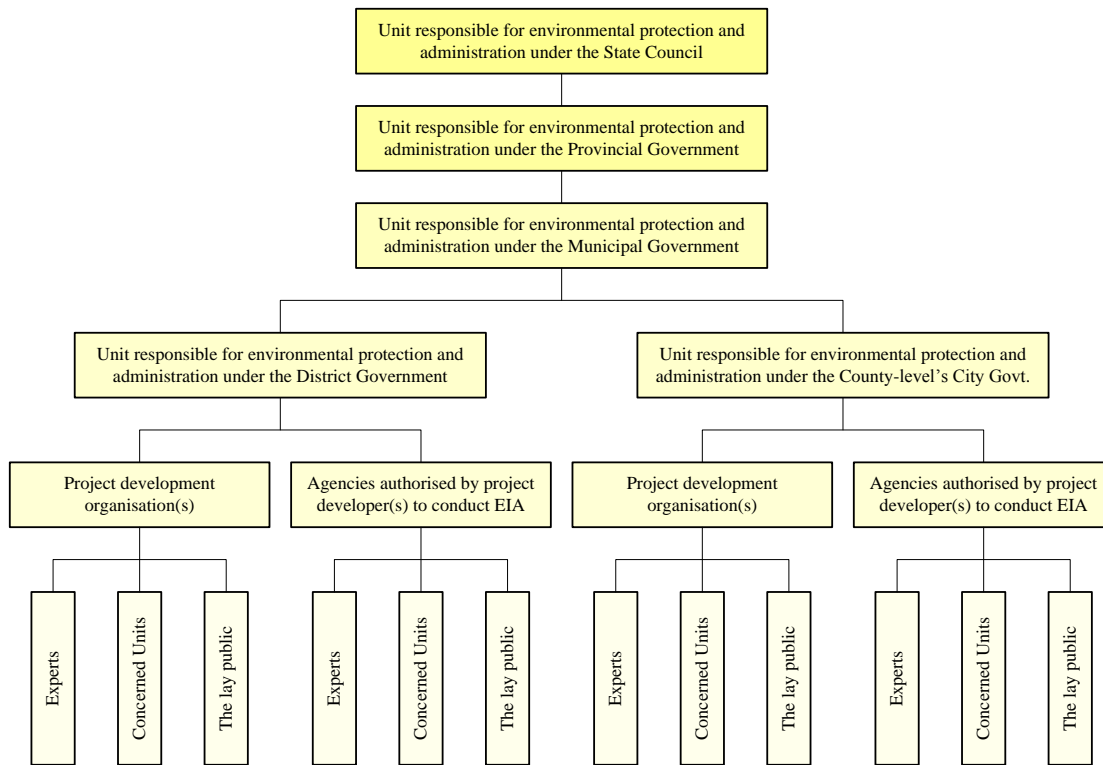 Unit responsible for environmental protection and
administration under the State Council
Unit responsible for environmental protection and
administration under the Provincial Government
Unit responsible for environmental protection and
administration under the Municipal Government
Unit responsible for environmental protection and
administration under the District Government
Unit responsible for environmental protection and
administration under the County-level’s City Govt.
Project development
organisation(s)
Agencies authorised by project
developer(s) to conduct EIA
Project development
organisation(s)
Agencies authorised by project
developer(s) to conduct EIA
Experts
Concerned Units
The lay public
Experts
Concerned Units
The lay public
Experts
Concerned Units
The lay public
Experts
Concerned Units
The lay public